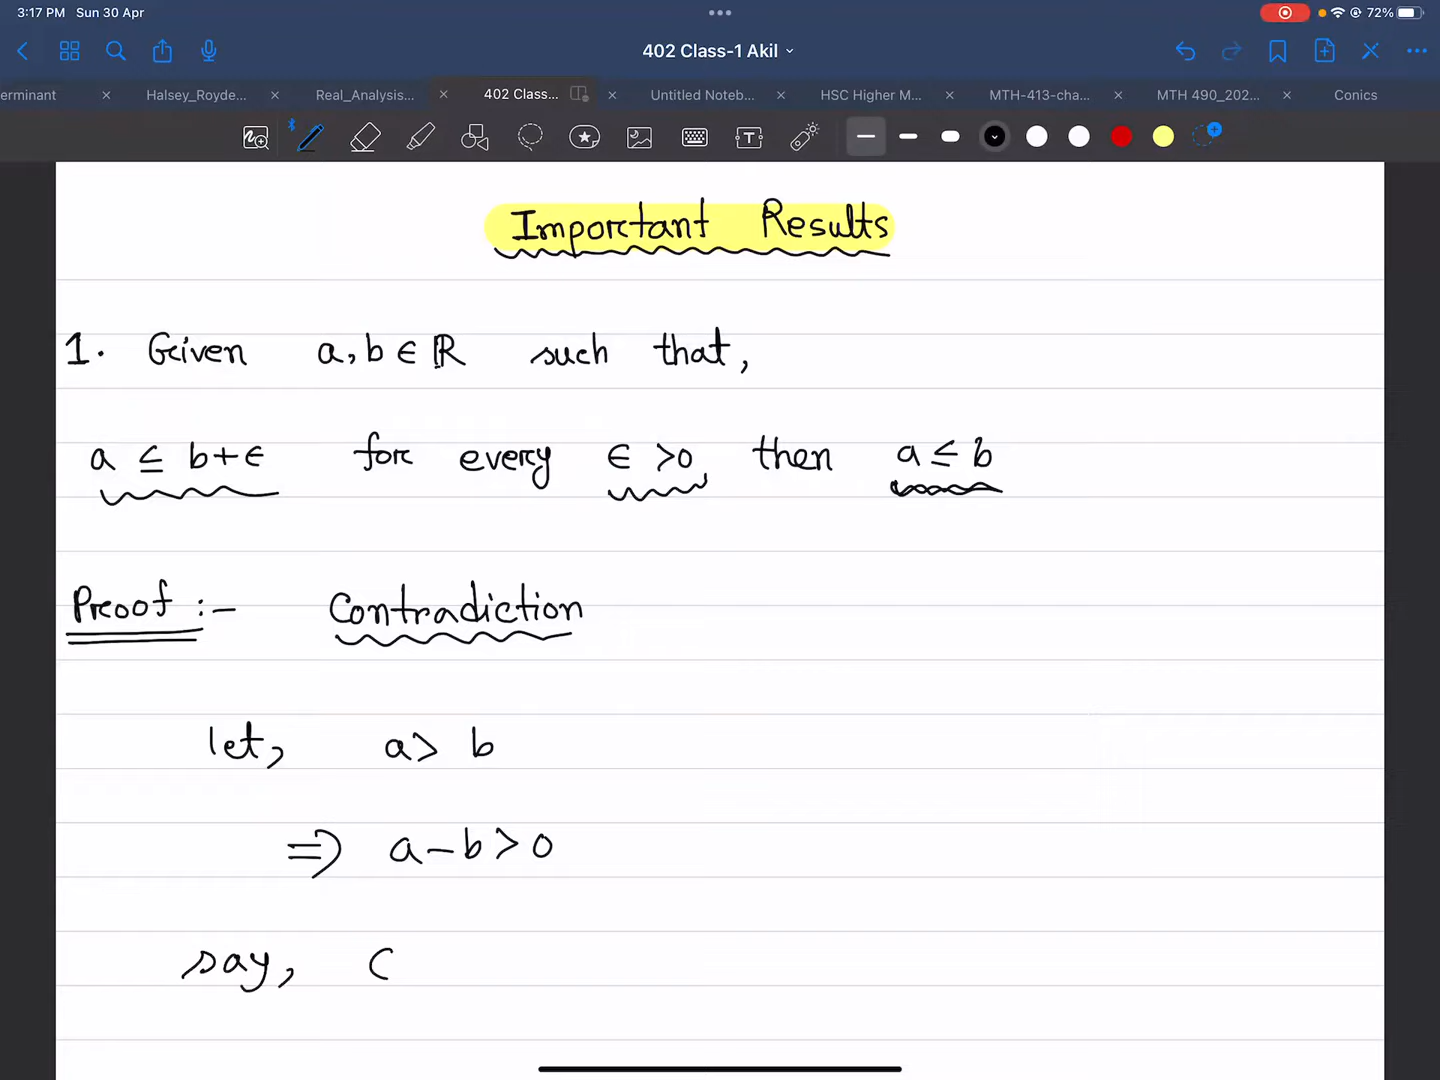 3:17 PM Sun 30 Apr 72%
402 Class-1 Akil
erminant Halsey_Royde... Real_Analysis... 402 Class... Untitled Noteb... HSC Higher M... MTH-413-cha... MTH 490_202... Conics
Important Results
1. Given a, b ∈ ℝ such that,
a ≤ b+ϵ for every ϵ >0, then a ≤ b
Proof :- Contradiction
let, a > b
⇒ a - b > 0
say,